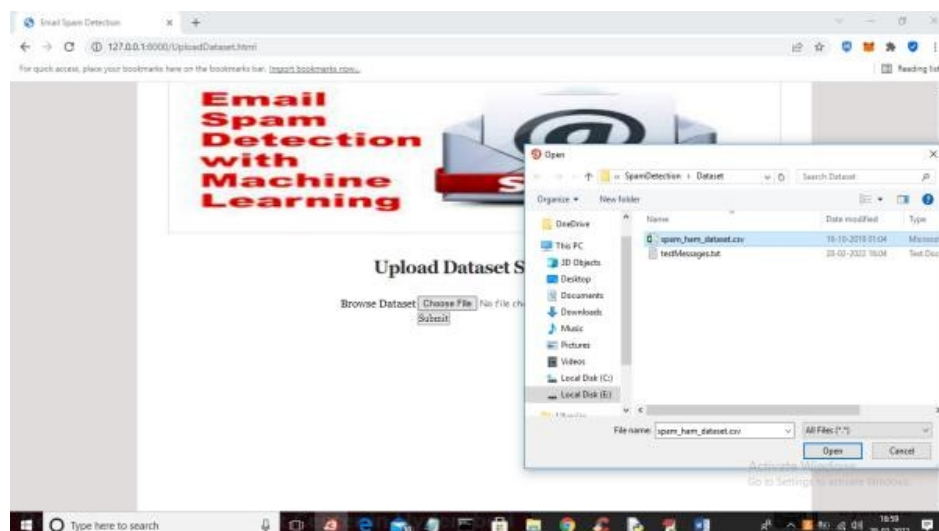 Email Spam Detection
127.0.0.1:8000/UploadDataset.html
For quick access, place your bookmarks here on the bookmarks bar. Import bookmarks now...
Reading list
Email
Spam
Detection
with
Machine
Learning
@
Upload Dataset S
Browse Dataset Choose File No file ch
Submit
Open
« SpamDetection › Dataset
Search Dataset
Organize
New folder
OneDrive
This PC
3D Objects
Desktop
Documents
Downloads
Music
Pictures
Videos
Local Disk (C:)
Local Disk (E:)
Name Date modified Type
spam_ham_dataset.csv
testMessages.txt
File name: spam_ham_dataset.csv All Files (*.*)
Open Cancel
Activate Windows
Go to Settings to activate Windows.
Type here to search
16:59